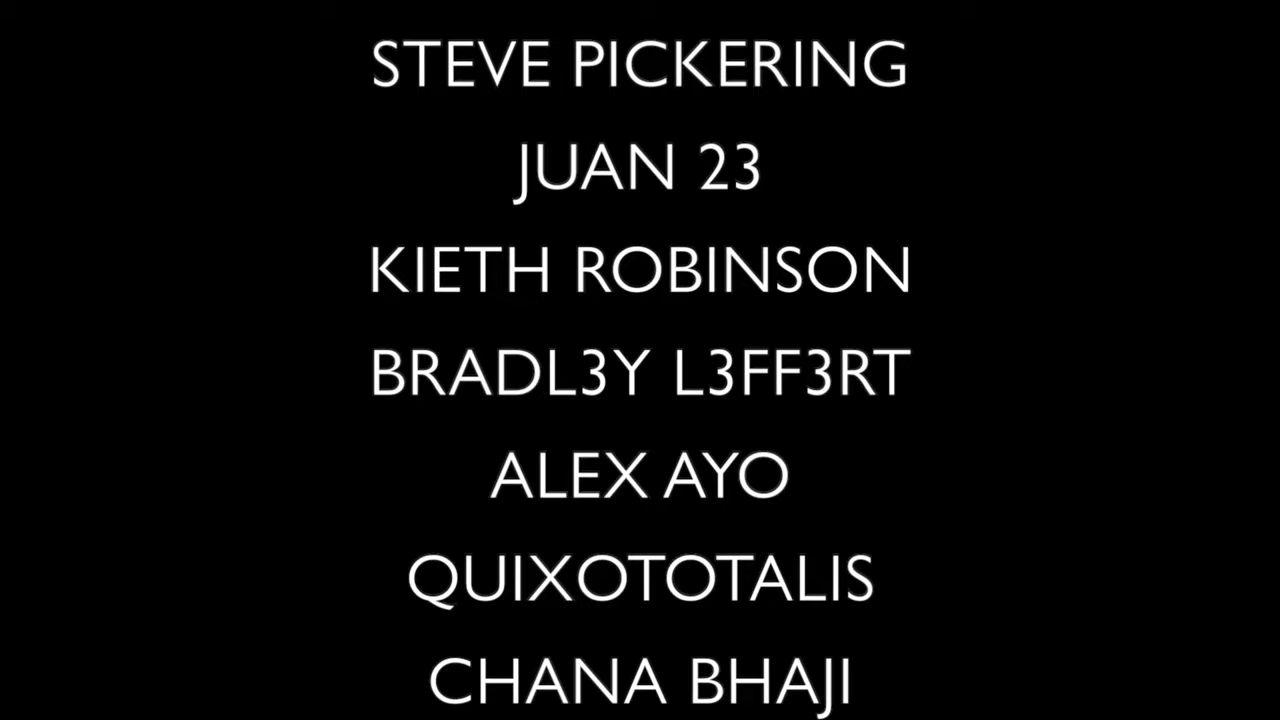 STEVE PICKERING
JUAN 23
KIETH ROBINSON
BRADL3Y L3FF3RT
ALEX AYO
QUIXOTOTALIS
CHANA BHAJI